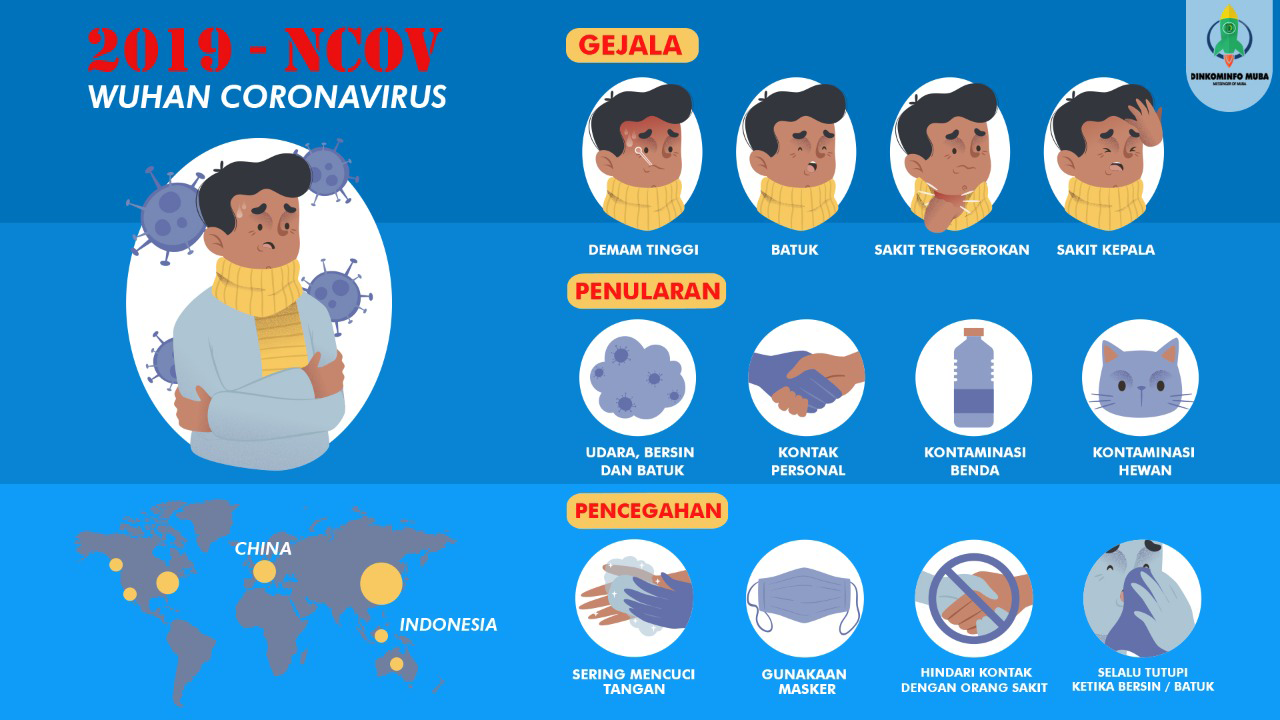 2019 - NCOV
WUHAN CORONAVIRUS
GEJALA
DINKOMINFO MUBA
DEMAM TINGGI
BATUK
SAKIT TENGGEROKAN
SAKIT KEPALA
PENULARAN
UDARA, BERSIN
DAN BATUK
KONTAK
PERSONAL
KONTAMINASI
BENDA
KONTAMINASI
HEWAN
CHINA
INDONESIA
PENCEGAHAN
SERING MENCUCI
TANGAN
GUNAKAAN
MASKER
HINDARI KONTAK
DENGAN ORANG SAKIT
SELALU TUTUPI
KETIKA BERSIN / BATUK